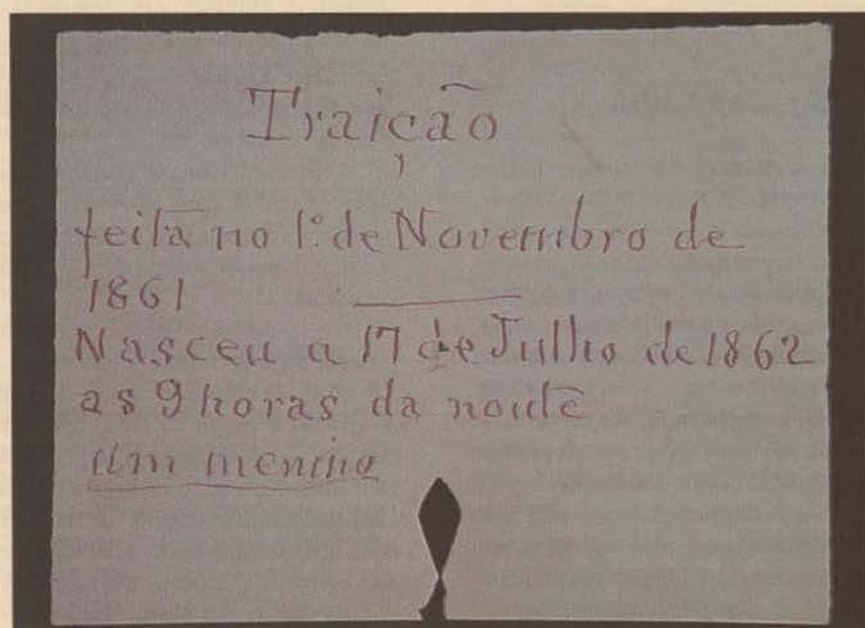 Traição
feita no 1º de Novembro de
1861
Nasceu a 17 de Julho de 1862
as 9 horas da noute
um menino